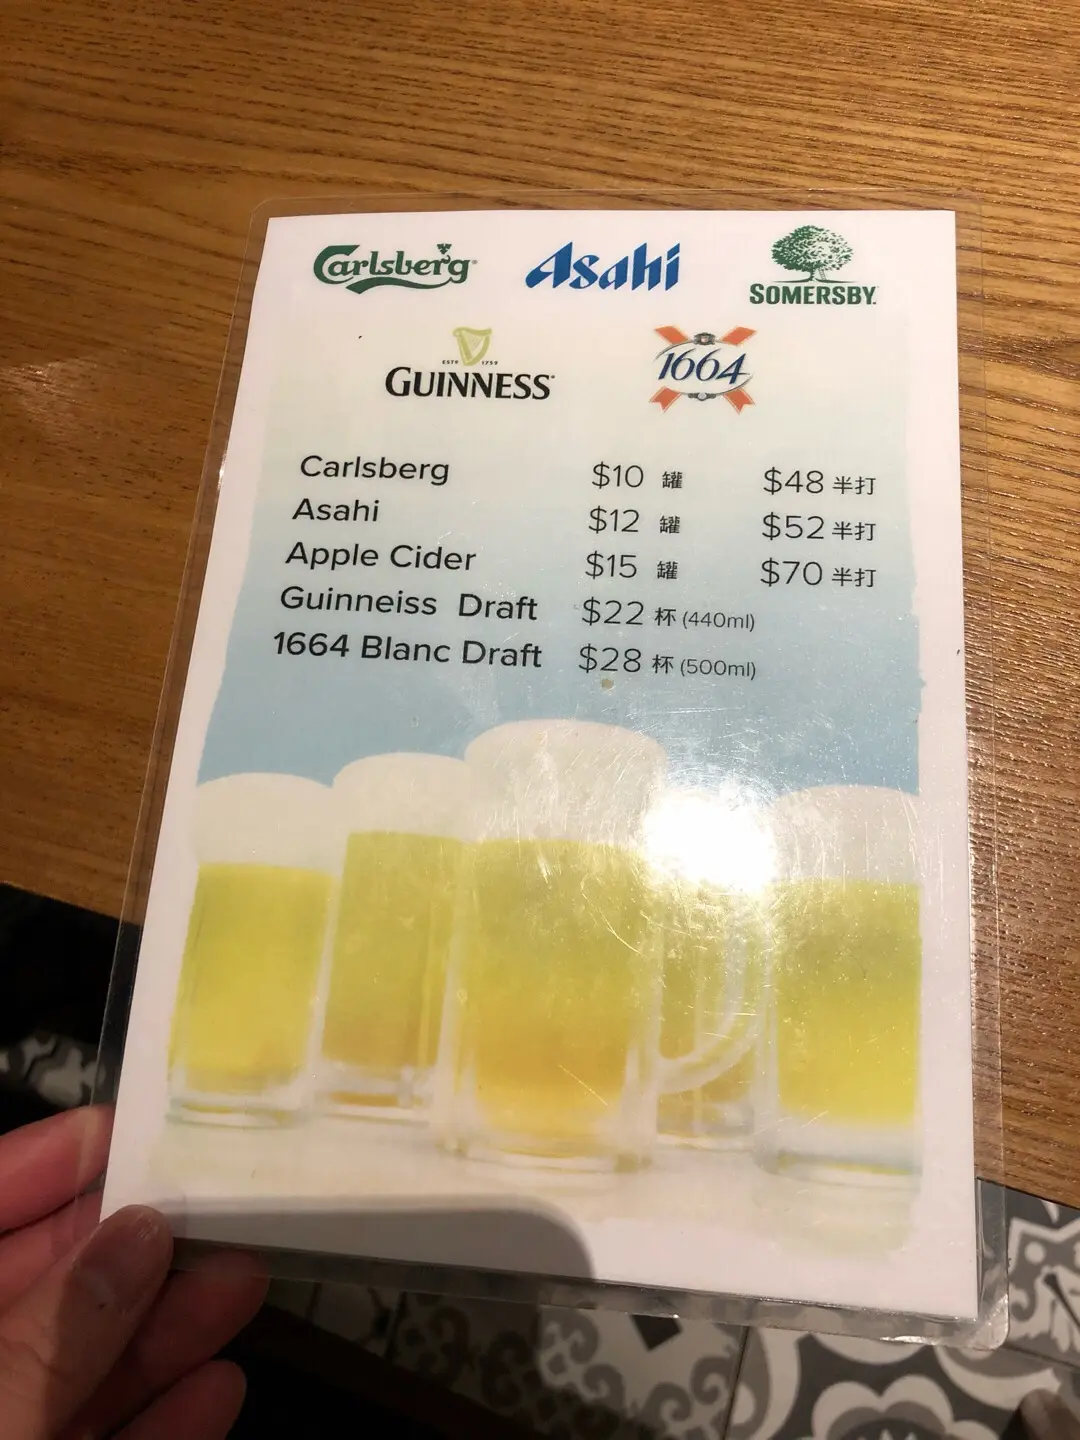 Carlsberg
Asahi
SOMERSBY
ESTD 1759
GUINNESS
1664
Carlsberg $10 罐 $48 半打
Asahi $12 罐 $52 半打
Apple Cider $15 罐 $70 半打
Guinneiss Draft $22 杯 (440ml)
1664 Blanc Draft $28 杯 (500ml)